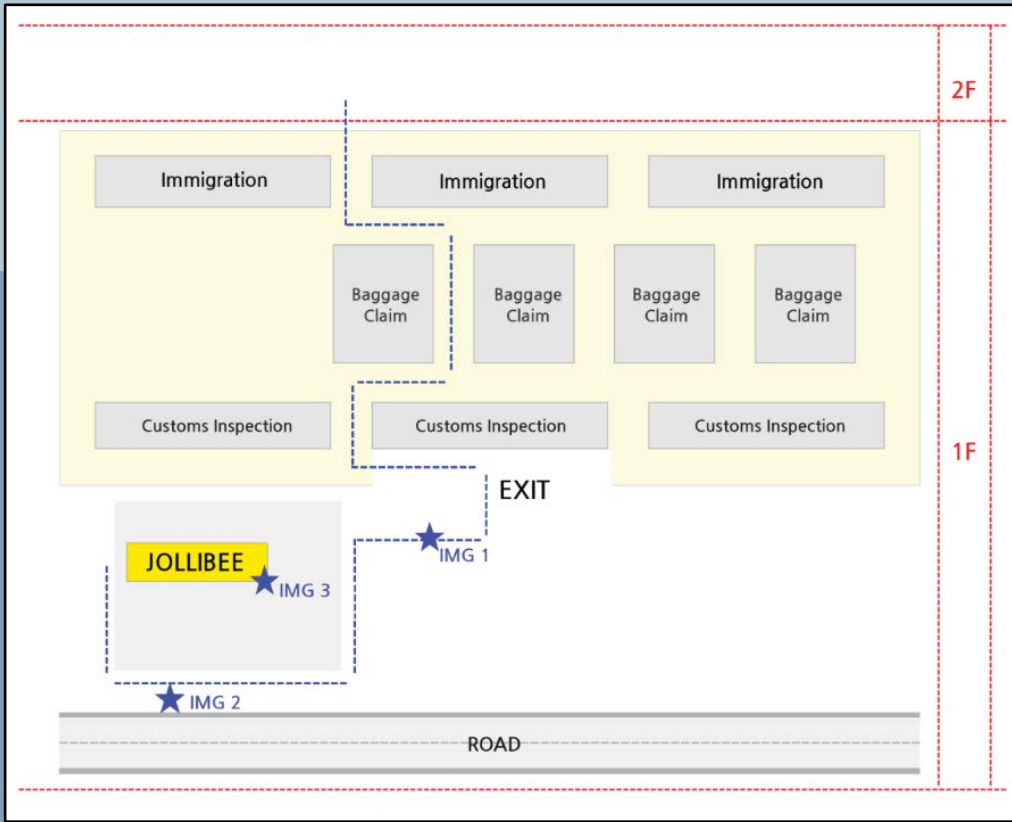 2F
Immigration
Immigration
Immigration
Baggage
Claim
Baggage
Claim
Baggage
Claim
Baggage
Claim
Customs Inspection
Customs Inspection
Customs Inspection
1F
EXIT
JOLLIBEE
IMG 1
IMG 3
IMG 2
ROAD